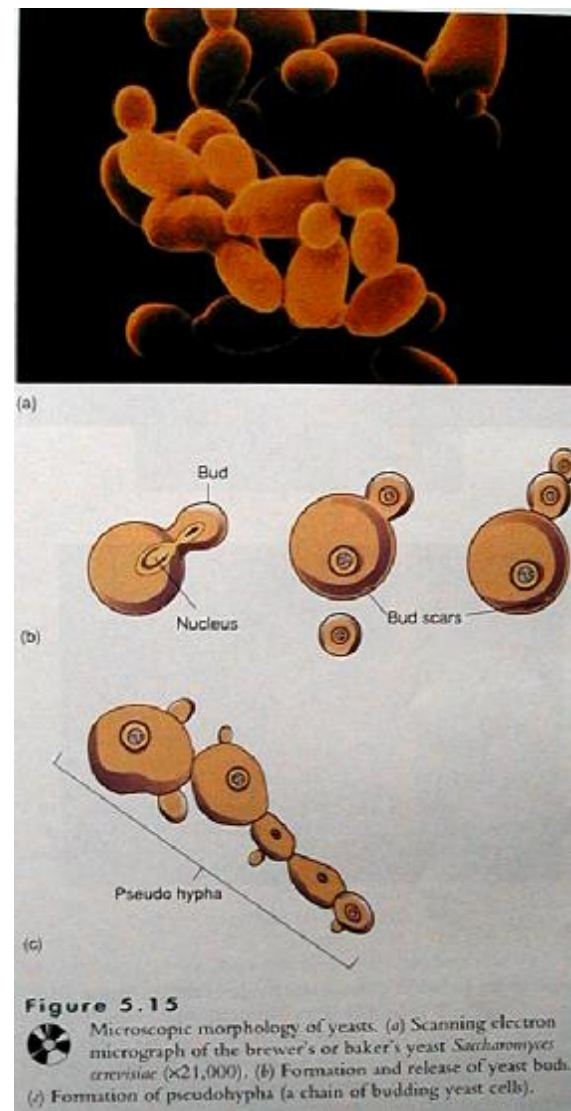 (a)
Bud
Nucleus
Bud scars
(b)
Pseudo hypha
(c)
Figure 5.15
Microscopic morphology of yeasts. (a) Scanning electron
micrograph of the brewer's or baker's yeast Saccharomyces
cerevisiae (×21,000). (b) Formation and release of yeast buds.
(c) Formation of pseudohypha (a chain of budding yeast cells).